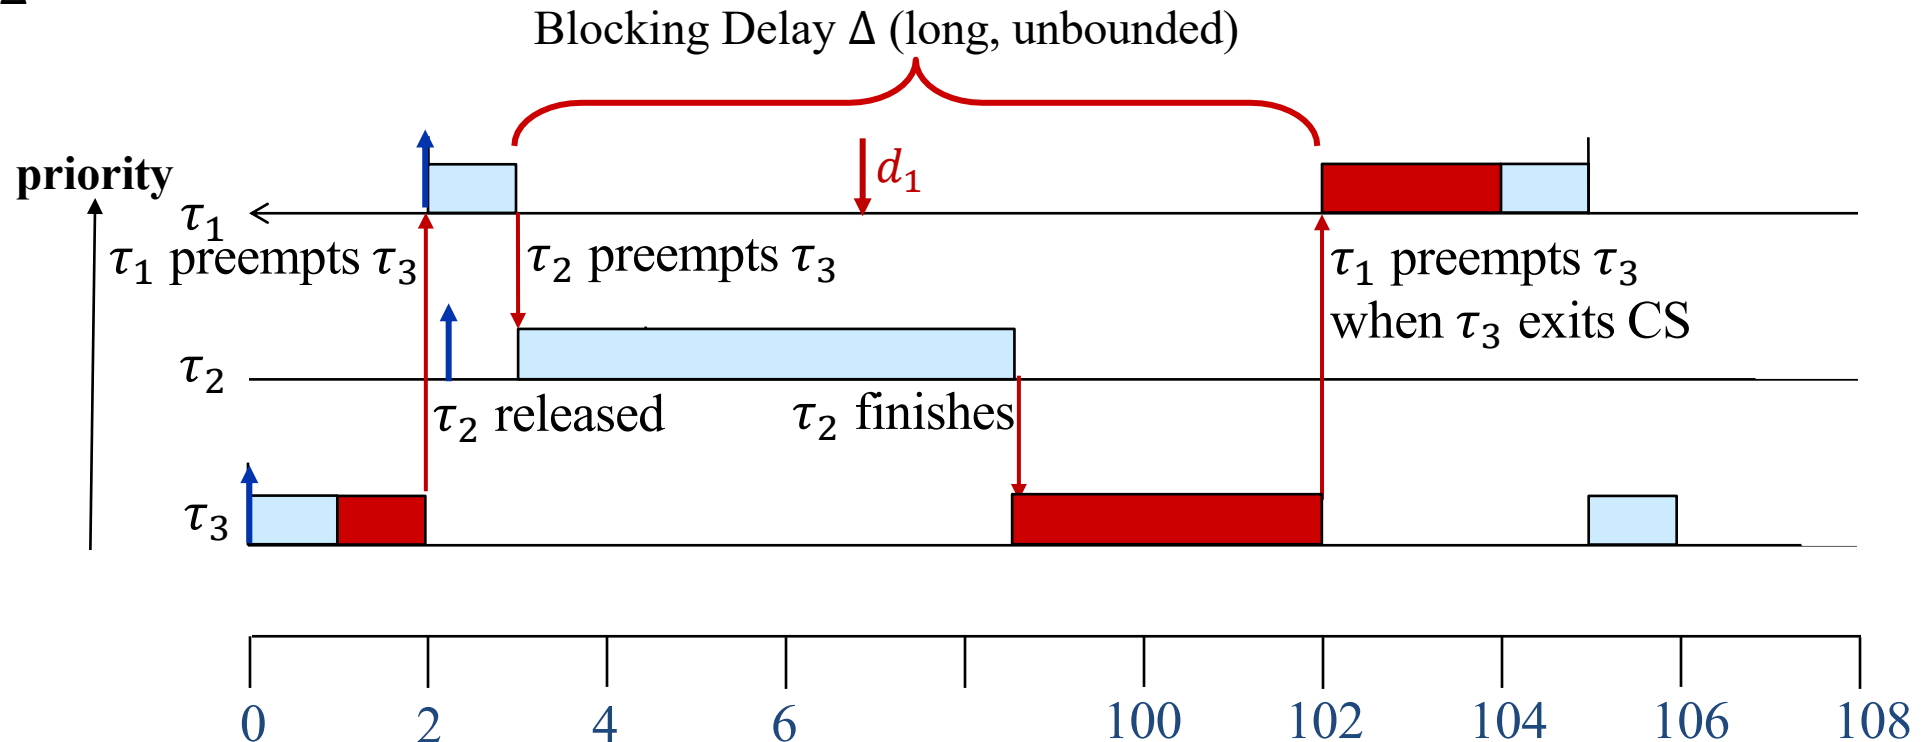 Blocking Delay Δ (long, unbounded)
priority
d₁
τ₁
τ₁ preempts τ₃
τ₂ preempts τ₃
τ₁ preempts τ₃
when τ₃ exits CS
τ₂
τ₂ released
τ₂ finishes
τ₃
0 2 4 6 100 102 104 106 108